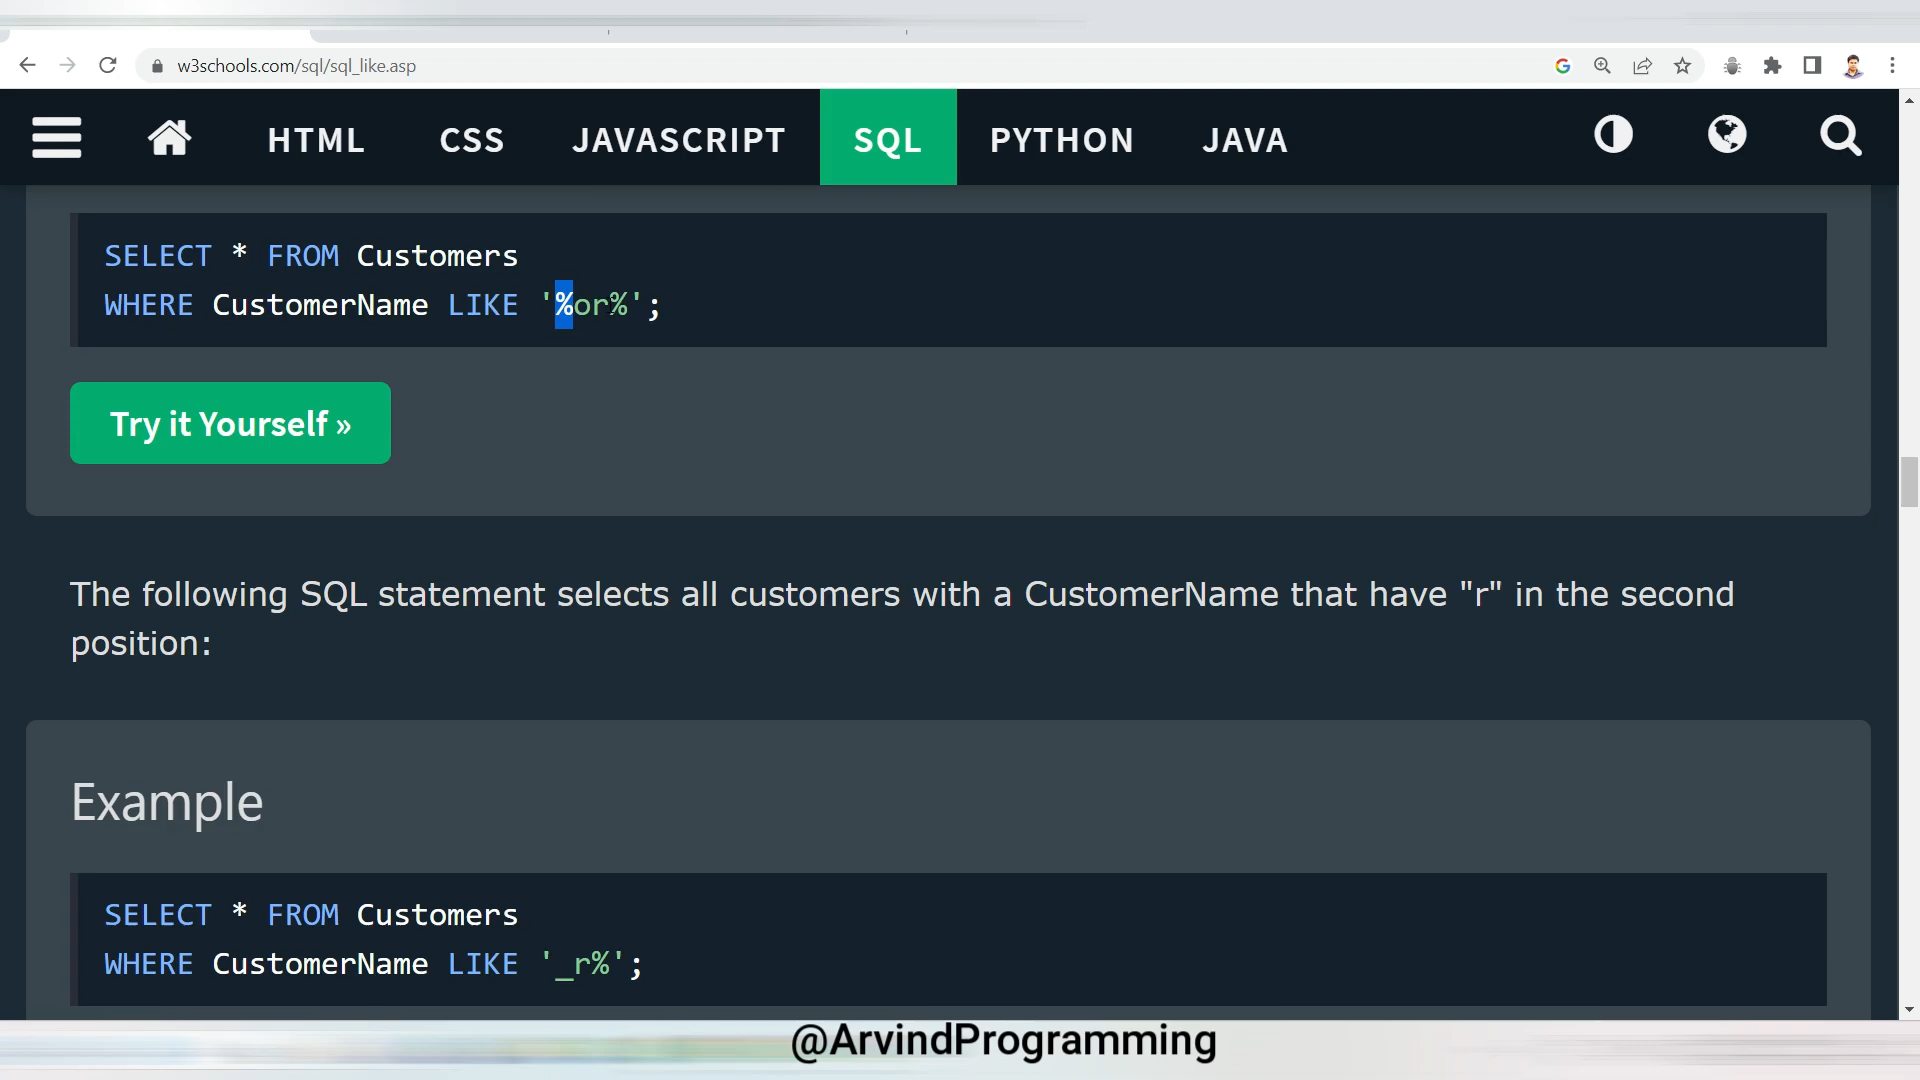 w3schools.com/sql/sql_like.asp
HTML CSS JAVASCRIPT SQL PYTHON JAVA
SELECT * FROM Customers
WHERE CustomerName LIKE '%or%';
Try it Yourself »
The following SQL statement selects all customers with a CustomerName that have "r" in the second
position:
Example
SELECT * FROM Customers
WHERE CustomerName LIKE '_r%';
@ArvindProgramming